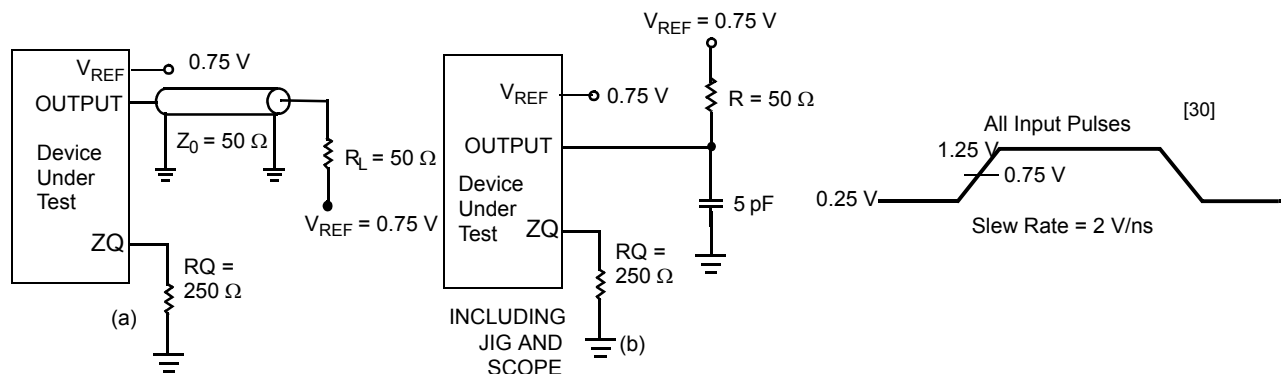 V_REF
0.75 V
OUTPUT
Z_0 = 50 Ω
Device
Under
Test
R_L = 50 Ω
V_REF = 0.75 V
ZQ
RQ =
250 Ω
(a)
V_REF = 0.75 V
R = 50 Ω
V_REF
0.75 V
OUTPUT
Device
Under
Test
5 pF
ZQ
RQ =
250 Ω
INCLUDING
JIG AND
SCOPE
(b)
[30]
All Input Pulses
1.25 V
0.75 V
0.25 V
Slew Rate = 2 V/ns